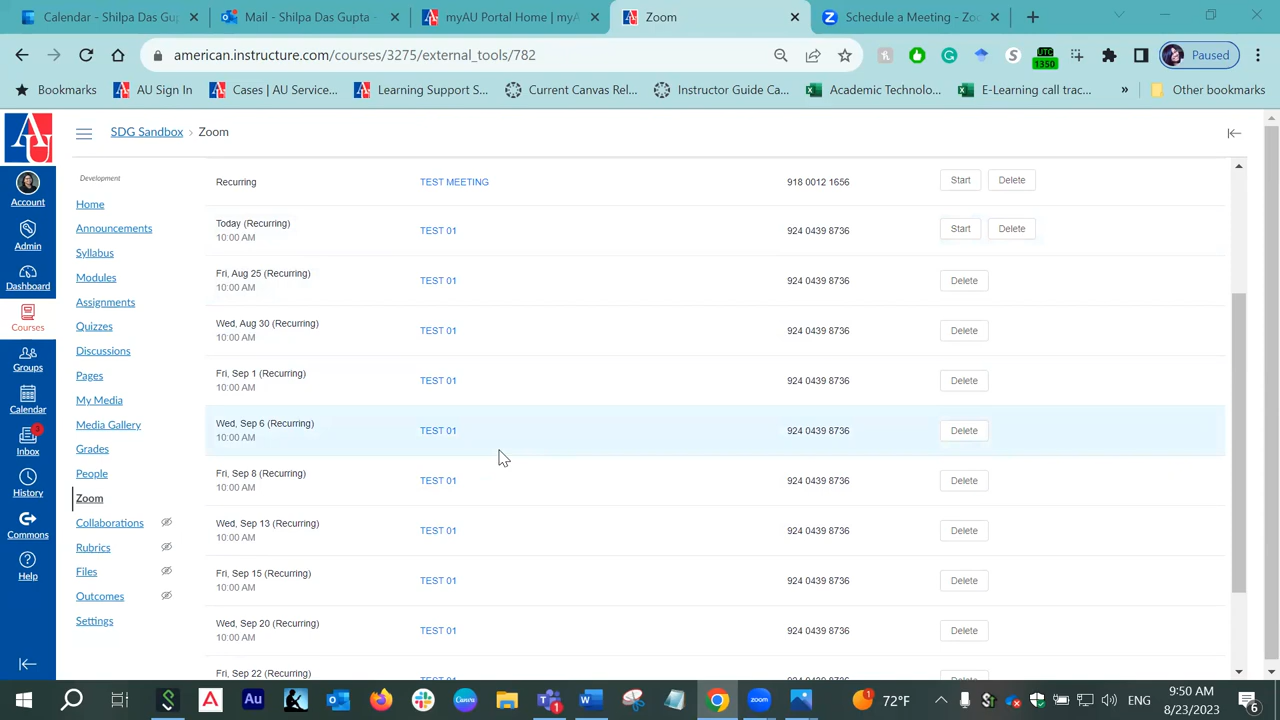 Calendar - Shilpa Das Gup
Mail - Shilpa Das Gupta - O
myAU Portal Home | myA
Zoom
Schedule a Meeting - Zoo
american.instructure.com/courses/3275/external_tools/782
UTC
1350
Paused
Bookmarks
AU Sign In
Cases | AU Service...
Learning Support S...
Current Canvas Rel...
Instructor Guide Ca...
Academic Technolo...
E-Learning call trac...
»
Other bookmarks
AU
SDG Sandbox › Zoom
Account
Admin
Dashboard
Courses
Groups
Calendar
3
Inbox
History
Commons
Help
Development
Home
Announcements
Syllabus
Modules
Assignments
Quizzes
Discussions
Pages
My Media
Media Gallery
Grades
People
Zoom
Collaborations
Rubrics
Files
Outcomes
Settings
Recurring TEST MEETING 918 0012 1656 Start Delete
Today (Recurring)
10:00 AM
TEST 01 924 0439 8736 Start Delete
Fri, Aug 25 (Recurring)
10:00 AM
TEST 01 924 0439 8736 Delete
Wed, Aug 30 (Recurring)
10:00 AM
TEST 01 924 0439 8736 Delete
Fri, Sep 1 (Recurring)
10:00 AM
TEST 01 924 0439 8736 Delete
Wed, Sep 6 (Recurring)
10:00 AM
TEST 01 924 0439 8736 Delete
Fri, Sep 8 (Recurring)
10:00 AM
TEST 01 924 0439 8736 Delete
Wed, Sep 13 (Recurring)
10:00 AM
TEST 01 924 0439 8736 Delete
Fri, Sep 15 (Recurring)
10:00 AM
TEST 01 924 0439 8736 Delete
Wed, Sep 20 (Recurring)
10:00 AM
TEST 01 924 0439 8736 Delete
Fri, Sep 22 (Recurring)
72°F
ENG
9:50 AM
8/23/2023
6